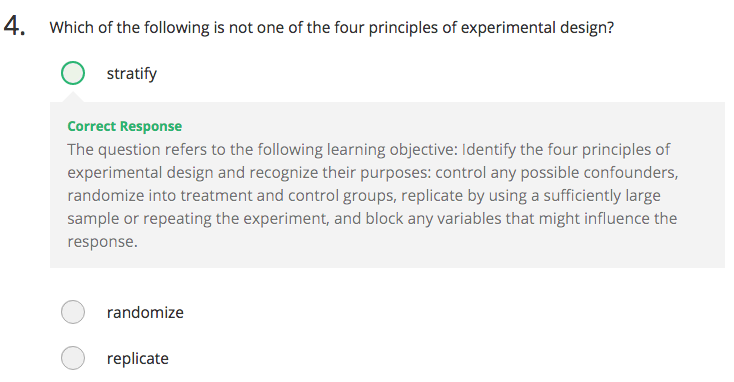 4. Which of the following is not one of the four principles of experimental design?
stratify
Correct Response
The question refers to the following learning objective: Identify the four principles of
experimental design and recognize their purposes: control any possible confounders,
randomize into treatment and control groups, replicate by using a sufficiently large
sample or repeating the experiment, and block any variables that might influence the
response.
randomize
replicate